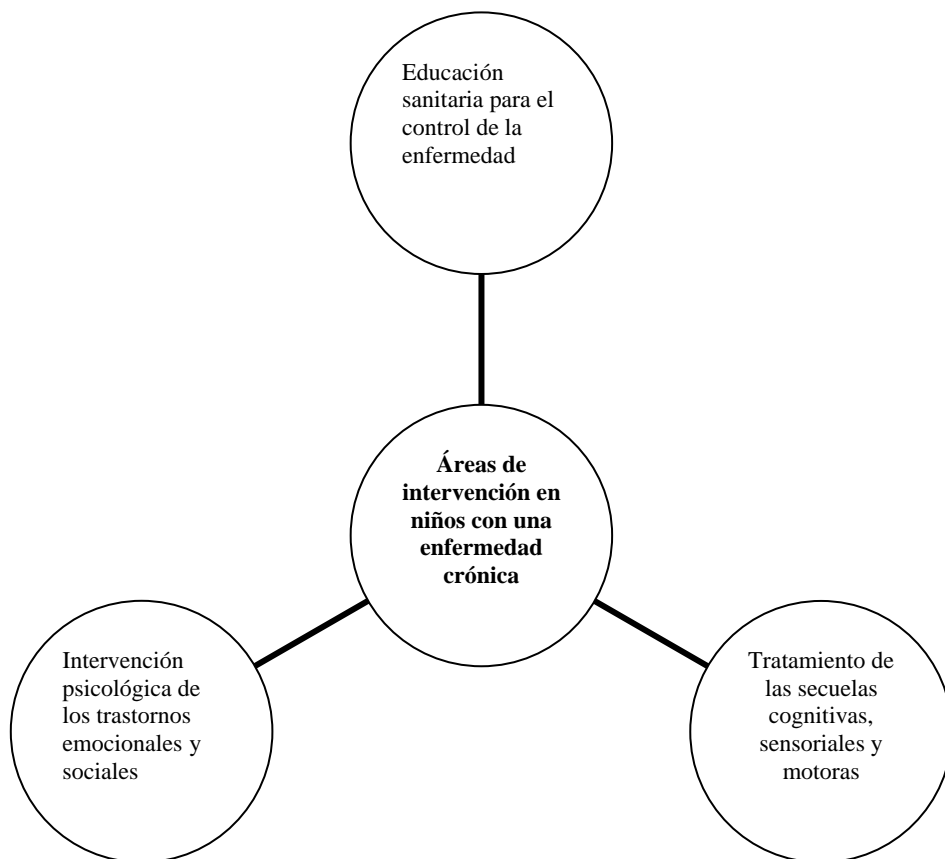 Educación
sanitaria para el
control de la
enfermedad
Áreas de
intervención en
niños con una
enfermedad
crónica
Intervención
psicológica de
los trastornos
emocionales y
sociales
Tratamiento de
las secuelas
cognitivas,
sensoriales y
motoras